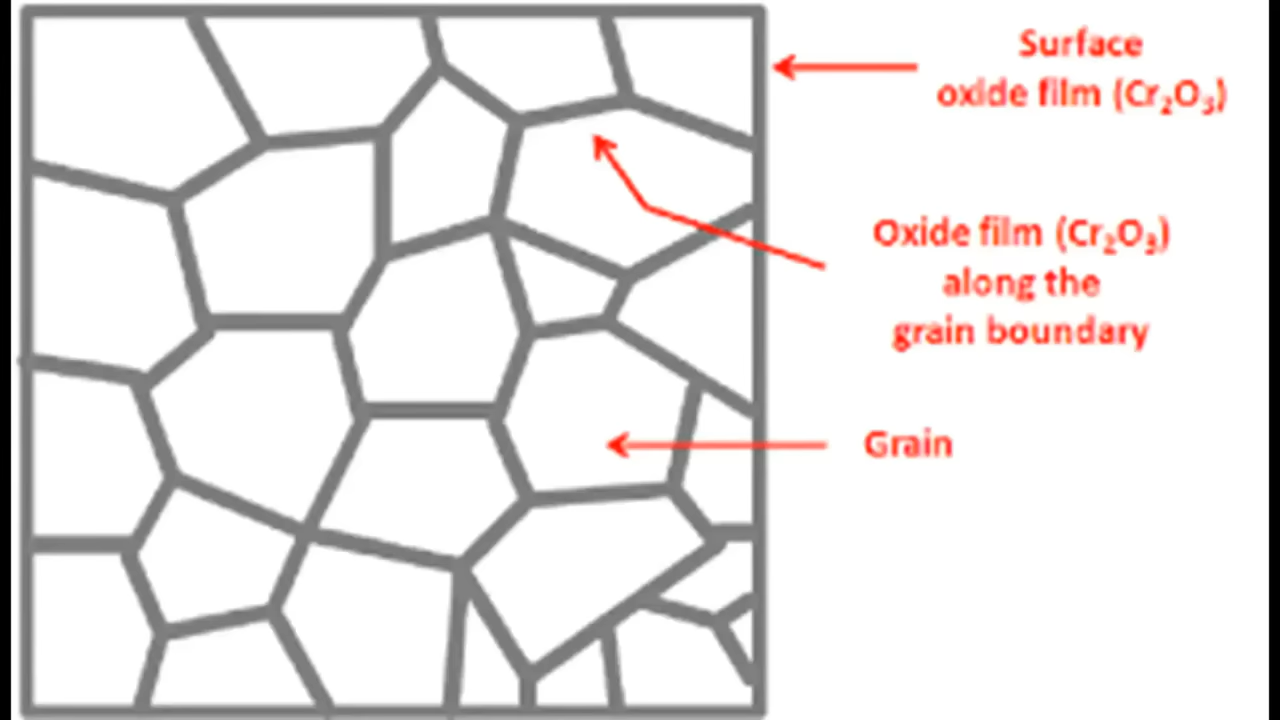 Surface
oxide film (Cr₂O₃)
Oxide film (Cr₂O₃)
along the
grain boundary
Grain